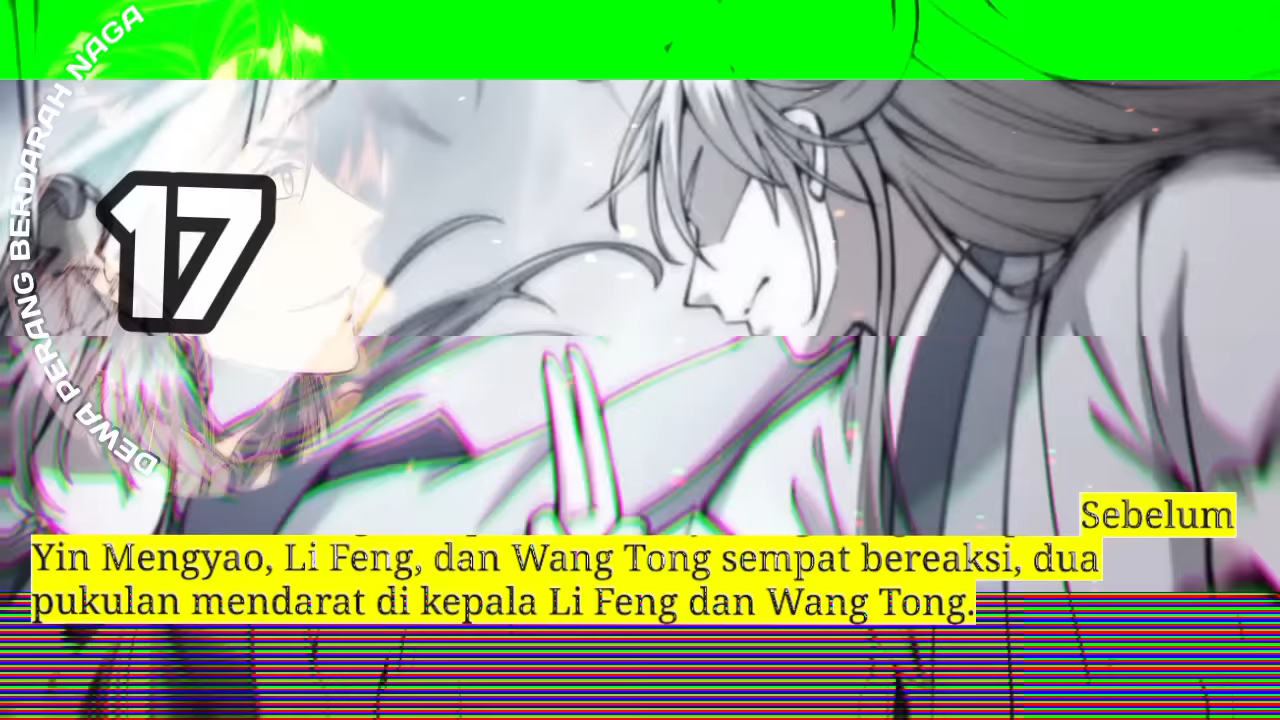 DEWA PERANG BERDARAH NAGA
17
Sebelum
Yin Mengyao, Li Feng, dan Wang Tong sempat bereaksi, dua
pukulan mendarat di kepala Li Feng dan Wang Tong.